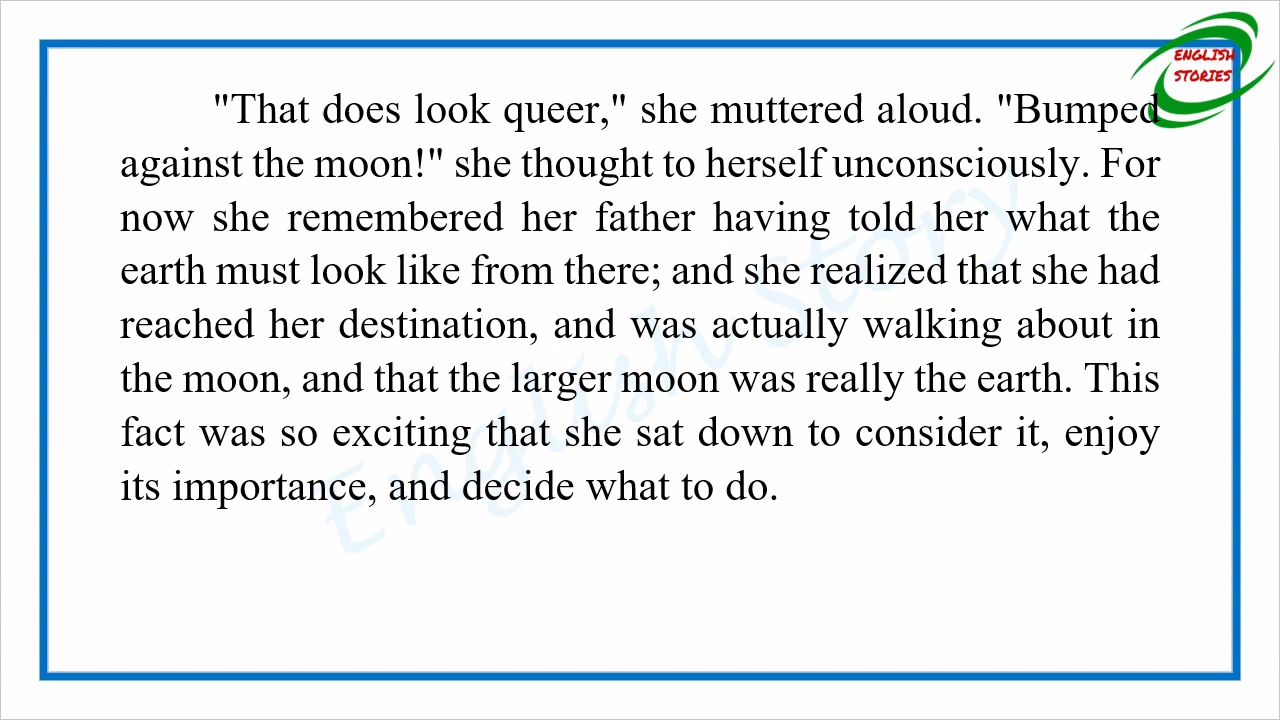 ENGLISH
STORIES
"That does look queer," she muttered aloud. "Bumped
against the moon!" she thought to herself unconsciously. For
now she remembered her father having told her what the
earth must look like from there; and she realized that she had
reached her destination, and was actually walking about in
the moon, and that the larger moon was really the earth. This
fact was so exciting that she sat down to consider it, enjoy
its importance, and decide what to do.
English Story